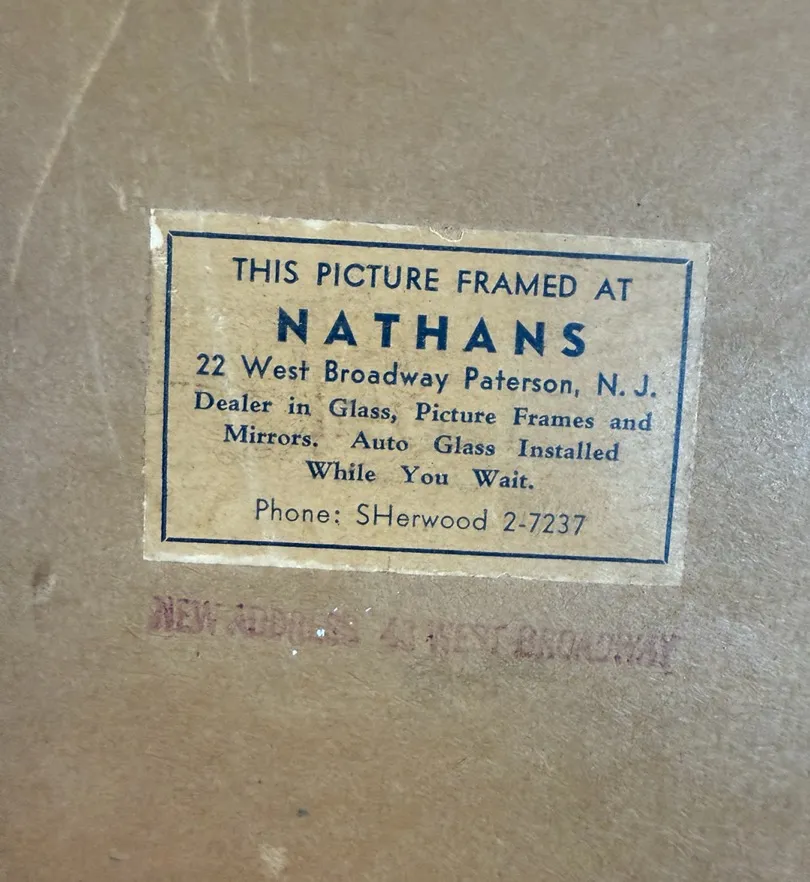 THIS PICTURE FRAMED AT
NATHANS
22 West Broadway Paterson, N. J.
Dealer in Glass, Picture Frames and
Mirrors. Auto Glass Installed
While You Wait.
Phone: SHerwood 2-7237
NEW ADDRESS WEST BROADWAY